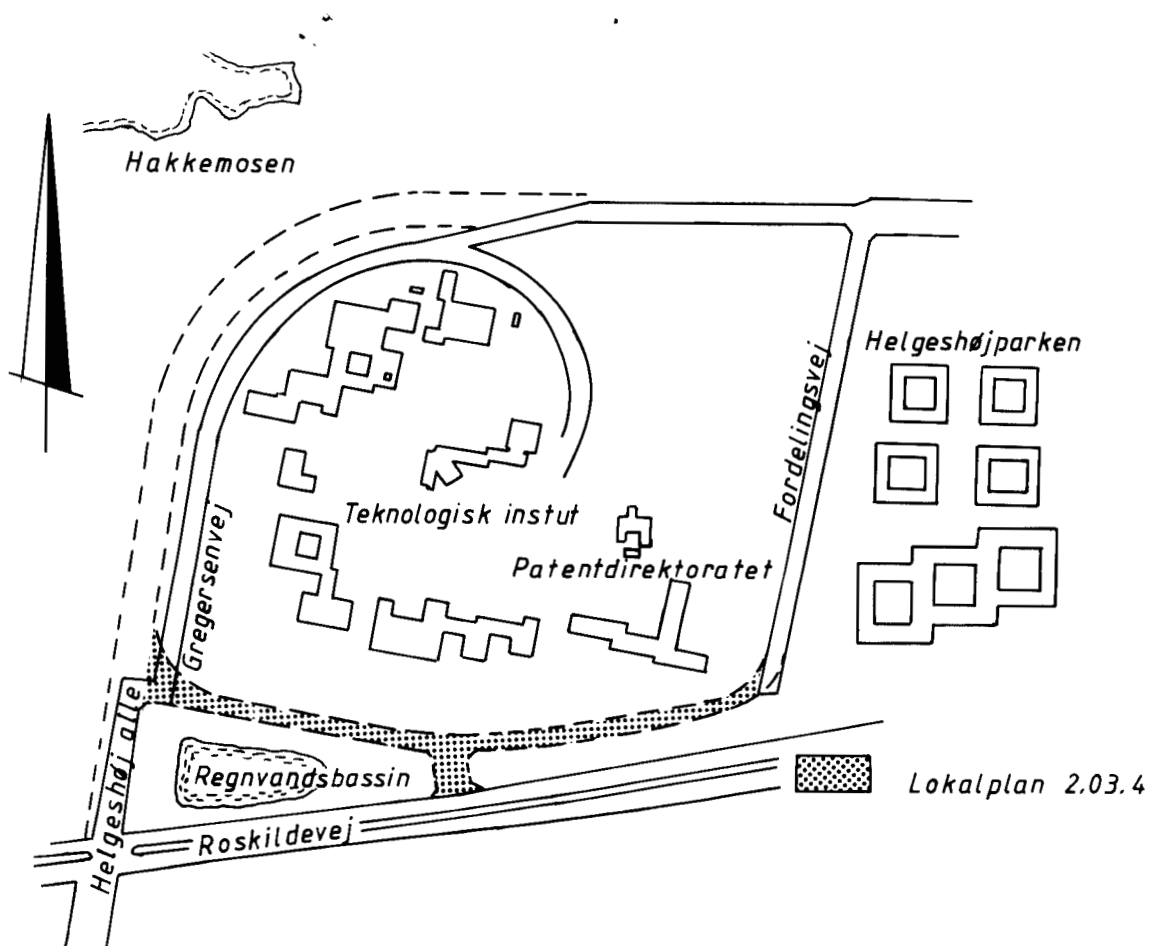 Hakkemosen
Helgeshøjparken
Fordelingsvej
Teknologisk instut
Gregersenvej
Patentdirektoratet
Helgeshøj alle
Regnvandsbassin
Lokalplan 2.03.4
Roskildevej